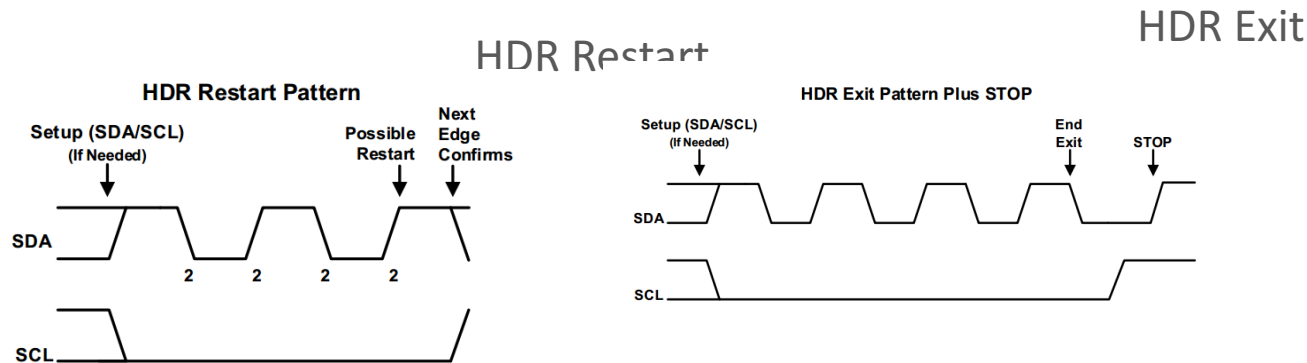 HDR Exit
HDR Restart
HDR Restart Pattern
Setup (SDA/SCL)
(If Needed)
Possible
Restart
Next
Edge
Confirms
SDA
2 2 2 2
SCL
HDR Exit Pattern Plus STOP
Setup (SDA/SCL)
(If Needed)
End
Exit
STOP
SDA
SCL